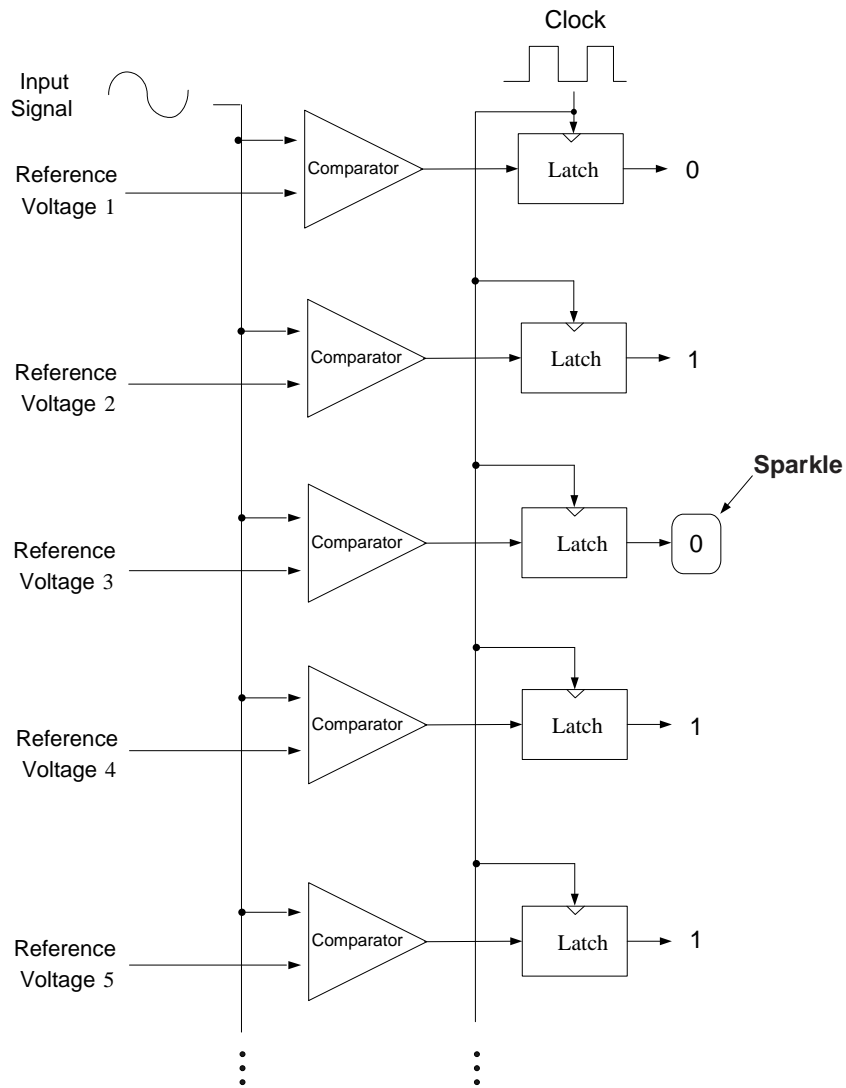 Clock
Input
Signal
Comparator
Latch
0
Reference
Voltage 1
Comparator
Latch
1
Reference
Voltage 2
Sparkle
Comparator
Latch
0
Reference
Voltage 3
Comparator
Latch
1
Reference
Voltage 4
Comparator
Latch
1
Reference
Voltage 5